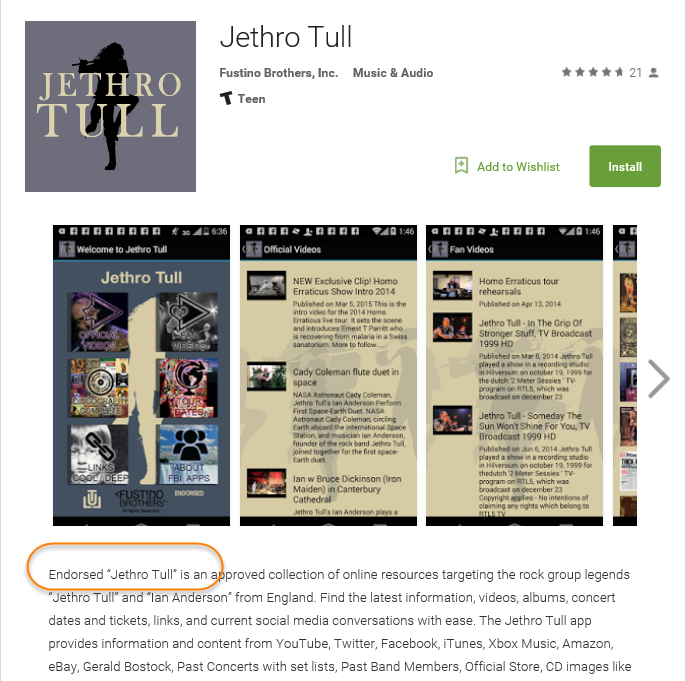 JETHRO
TULL
Jethro Tull
Fustino Brothers, Inc. Music & Audio
21
Teen
Add to Wishlist
Install
6:36
Welcome to Jethro Tull
Jethro Tull
OFFICIAL
VIDEOS
FAN
VIDEOS
DISCOGRAPHY
COMPLETE
TOUR
DATES
LINKS
COOL / DEEP
ABOUT
FBI APPS
<FUSTINO
BROTHERS>
All Rights Reserved
ENDORSED
1:46
Official Videos
NEW Exclusive Clip! Homo
Erraticus Show Intro 2014
Published on Mar 5, 2015 This is the
intro video for the 2014 Homo
Erraticus live tour. It sets the scene
and introduces Ernest T Parritt who
is recovering from malaria in a Swiss
sanatorium. More to follow
Cady Coleman flute duet in
space
NASA Astronaut Cady Coleman,
Jethro Tull's Ian Anderson Perform
First Space-Earth Duet. NASA
Astronaut Cady Coleman, circling
Earth aboard the International Space
Station, and musician Ian Anderson,
founder of the rock band Jethro Tull,
joined together for the first space-
Earth duet.
Ian w Bruce Dickinson (Iron
Maiden) in Canterbury
Cathedral
Jethro Tull's Ian Anderson plays a
1:46
Fan Videos
Homo Erraticus tour
rehearsals
Published on Apr 13, 2014
Jethro Tull - In The Grip Of
Stronger Stuff, TV Broadcast
1999 HD
Published on Mar 8, 2014 Jethro Tull
played a show in a recording studio
in Hilversum on october 19, 1999 for
the dutch '2 Meter Sessies ' TV-
program on RTL5, which was
broadcast on december 23
Jethro Tull - Someday The
Sun Won't Shine For You, TV
Broadcast 1999 HD
Published on Jun 6, 2014 Jethro Tull
played a show in a recording studio
in Hilversum on october 19, 1999 for
thedutch '2 Meter Sessies ' TV-
program on RTL5, which was
broadcast on december 23
Copyright applies - No intentions of
claiming any rights which belong to
RTL5 TV
Endorsed “Jethro Tull” is an approved collection of online resources targeting the rock group legends
“Jethro Tull” and “Ian Anderson” from England. Find the latest information, videos, albums, concert
dates and tickets, links, and current social media conversations with ease. The Jethro Tull app
provides information and content from YouTube, Twitter, Facebook, iTunes, Xbox Music, Amazon,
eBay, Gerald Bostock, Past Concerts with set lists, Past Band Members, Official Store, CD images like